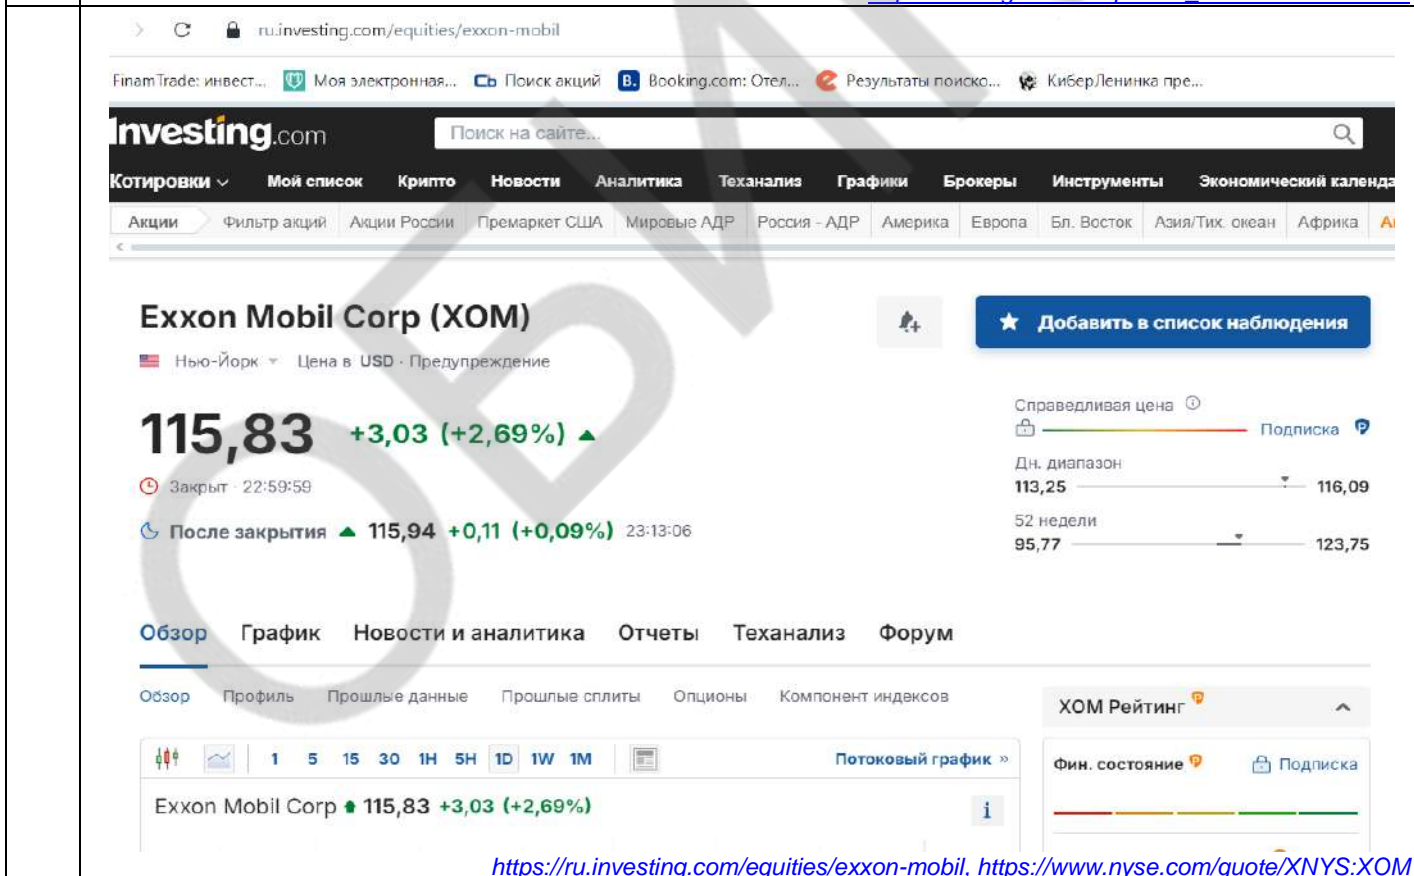 ru.investing.com/equities/exxon-mobil
FinamTrade: инвест... Моя электронная... Сь Поиск акций B. Booking.com: Отел... Результаты поиско... КиберЛенинка пре...
Investing.com Поиск на сайте...
Котировки Мой список Крипто Новости Аналитика Теханализ Графики Брокеры Инструменты Экономический календа
Акции Фильтр акций Акции России Премаркет США Мировые АДР Россия - АДР Америка Европа Бл. Восток Азия/Тих. океан Африка
Exxon Mobil Corp (XOM)
Добавить в список наблюдения
Нью-Йорк Цена в USD · Предупреждение
Справедливая цена
115,83 +3,03 (+2,69%)
Подписка
Дн. диапазон
Закрыт · 22:59:59
113,25 116,09
52 недели
После закрытия 115,94 +0,11 (+0,09%) 23:13:06
95,77 123,75
Обзор График Новости и аналитика Отчеты Теханализ Форум
Обзор Профиль Прошлые данные Прошлые сплиты Опционы Компонент индексов
XOM Рейтинг
1 5 15 30 1H 5H 1D 1W 1M Потоковый график »
Фин. состояние Подписка
Exxon Mobil Corp 115,83 +3,03 (+2,69%)
https://ru.investing.com/equities/exxon-mobil, https://www.nyse.com/quote/XNYS:XOM